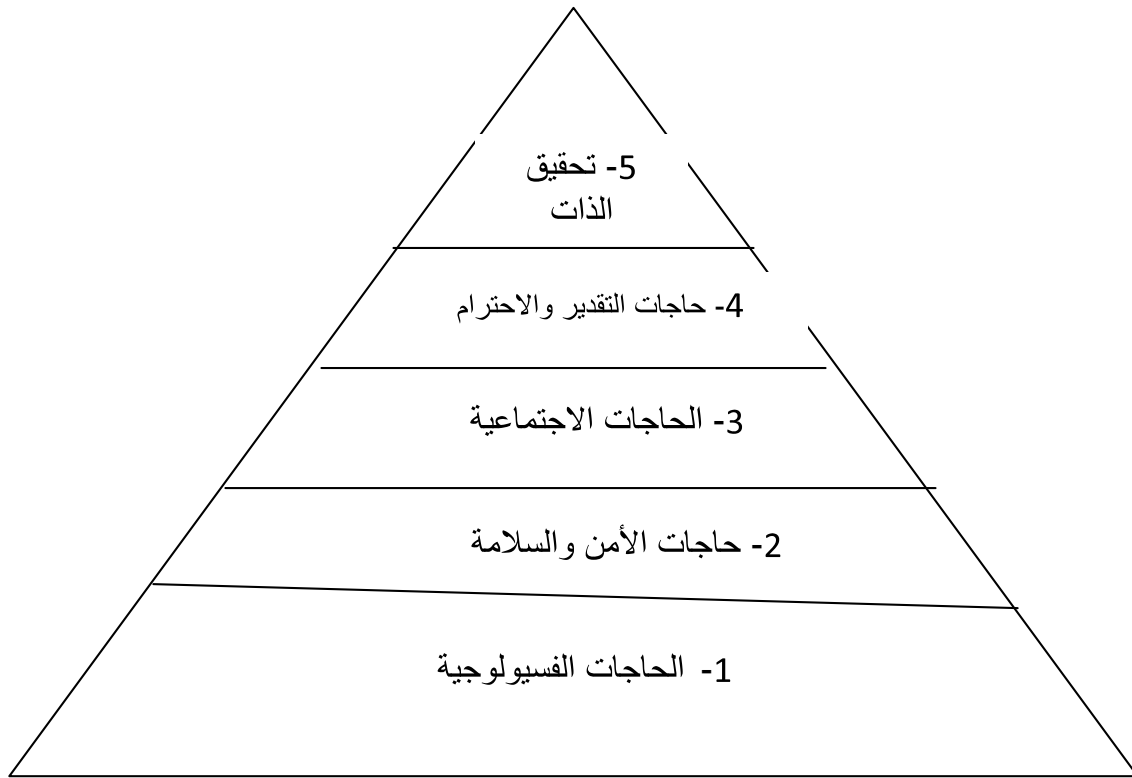 5- تحقيق
الذات
4- حاجات التقدير والاحترام
3- الحاجات الاجتماعية
2- حاجات الأمن والسلامة
1- الحاجات الفسيولوجية